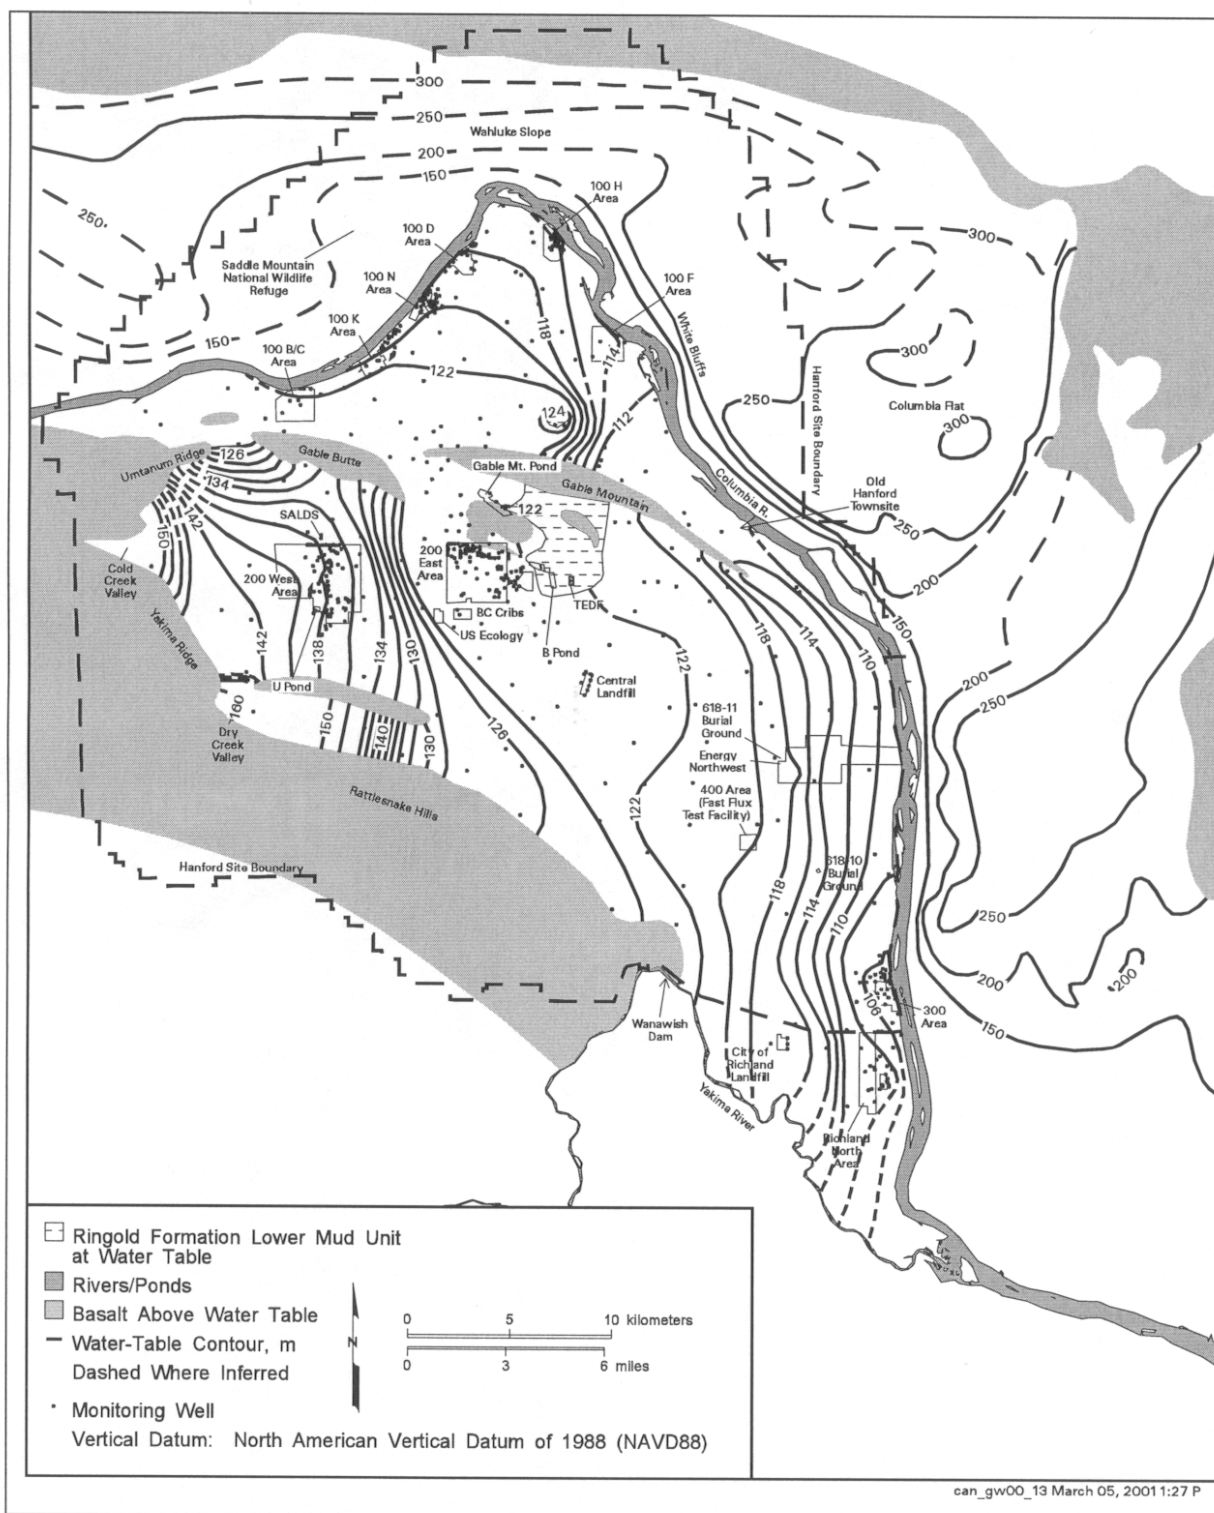 300
250
Wahluke Slope
200
150
100 H
Area
250
100 D
Area
300
Saddle Mountain
National Wildlife
Refuge
100 N
Area
100 F
Area
118
White Bluffs
100 K
Area
150
114
300
100 B/C
Area
122
Hanford Site Boundary
250
Columbia Flat
124
112
300
Umtanum Ridge
126
Gable Butte
Gable Mt. Pond
134
Gable Mountain
Columbia R.
Old
Hanford
Townsite
142
SALDS
122
150
250
200
East
Area
Cold
Creek
Valley
200 West
Area
TEDF
200
BC Cribs
150
US Ecology
118
114
Yakima Ridge
142
138
134
130
B Pond
110
122
U Pond
Central
Landfill
200
160
618-11
Burial
Ground
250
150
126
Dry
Creek
Valley
140
130
Energy
Northwest
Rattlesnake Hills
122
400 Area
(Fast Flux
Test Facility)
Hanford Site Boundary
618-10
Burial
Ground
118
114
110
250
200
200
106
300
Area
150
Wanawish
Dam
City of
Richland
Landfill
Yakima River
Richland
North
Area
Ringold Formation Lower Mud Unit
at Water Table
Rivers/Ponds
Basalt Above Water Table
Water-Table Contour, m
Dashed Where Inferred
Monitoring Well
Vertical Datum: North American Vertical Datum of 1988 (NAVD88)
N
0 5 10 kilometers
0 3 6 miles
can_gw00_13 March 05, 2001 1:27 P